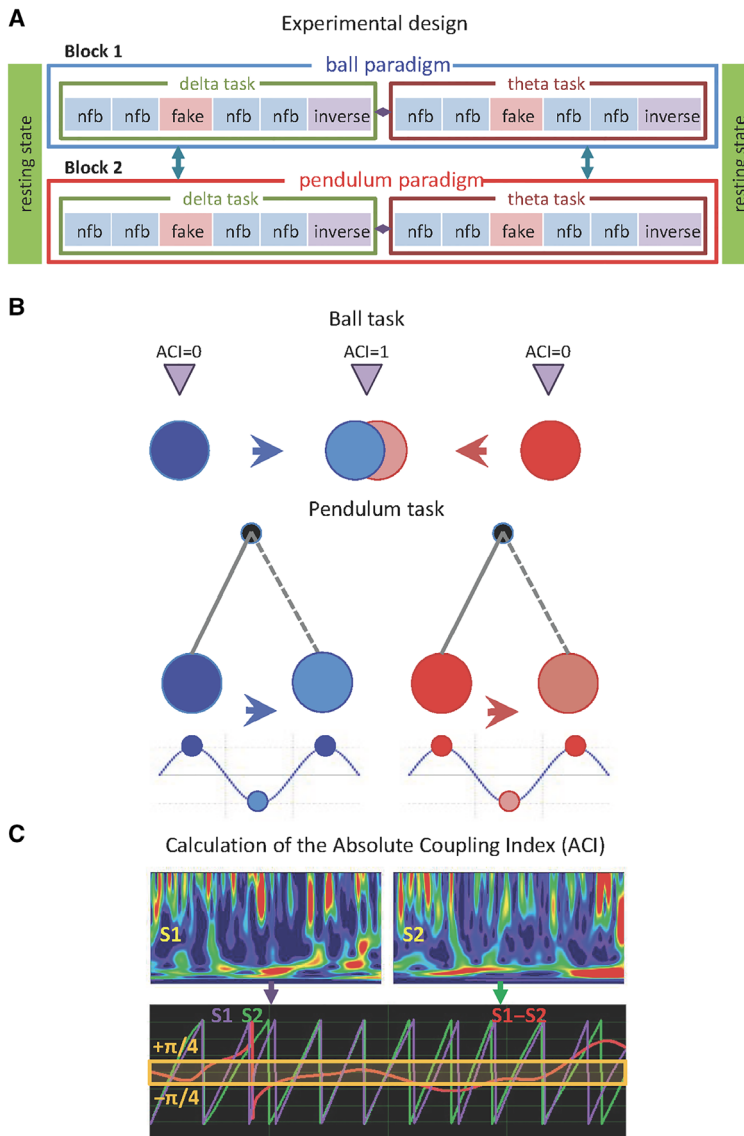 A
Experimental design
Block 1
ball paradigm
delta task
theta task
nfb nfb fake nfb nfb inverse nfb nfb fake nfb nfb inverse
resting state
resting state
Block 2
pendulum paradigm
delta task
theta task
nfb nfb fake nfb nfb inverse nfb nfb fake nfb nfb inverse
B
Ball task
ACI=0 ACI=1 ACI=0
Pendulum task
C
Calculation of the Absolute Coupling Index (ACI)
S1 S2
S1 S2 S1–S2
+π/4
–π/4